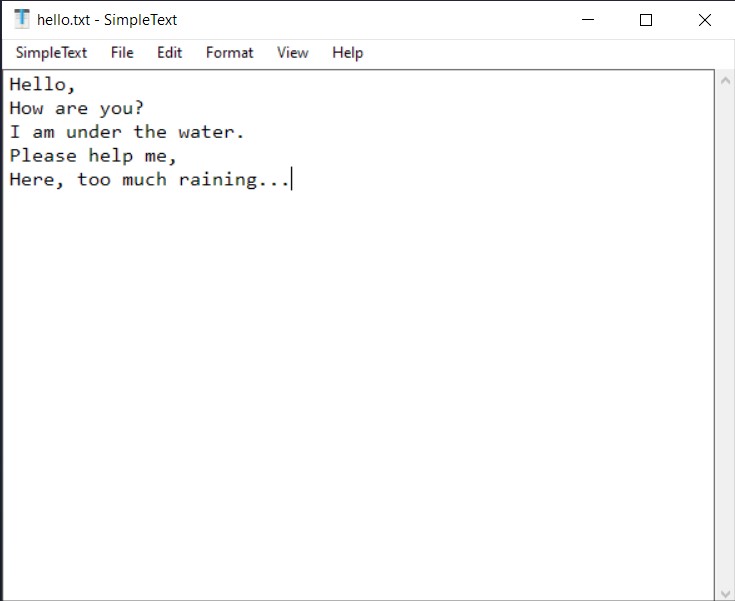 hello.txt - SimpleText
SimpleText File Edit Format View Help
Hello,
How are you?
I am under the water.
Please help me,
Here, too much raining...